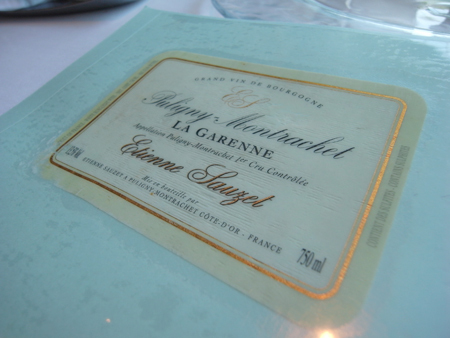 GRAND VIN DE BOURGOGNE
ES
Puligny-Montrachet
LA GARENNE
Appellation Puligny-Montrachet 1er Cru Contrôlée
Etienne Sauzet
Mis en bouteille par
ETIENNE SAUZET A PULIGNY MONTRACHET CÔTE-D'OR - FRANCE
750 ml